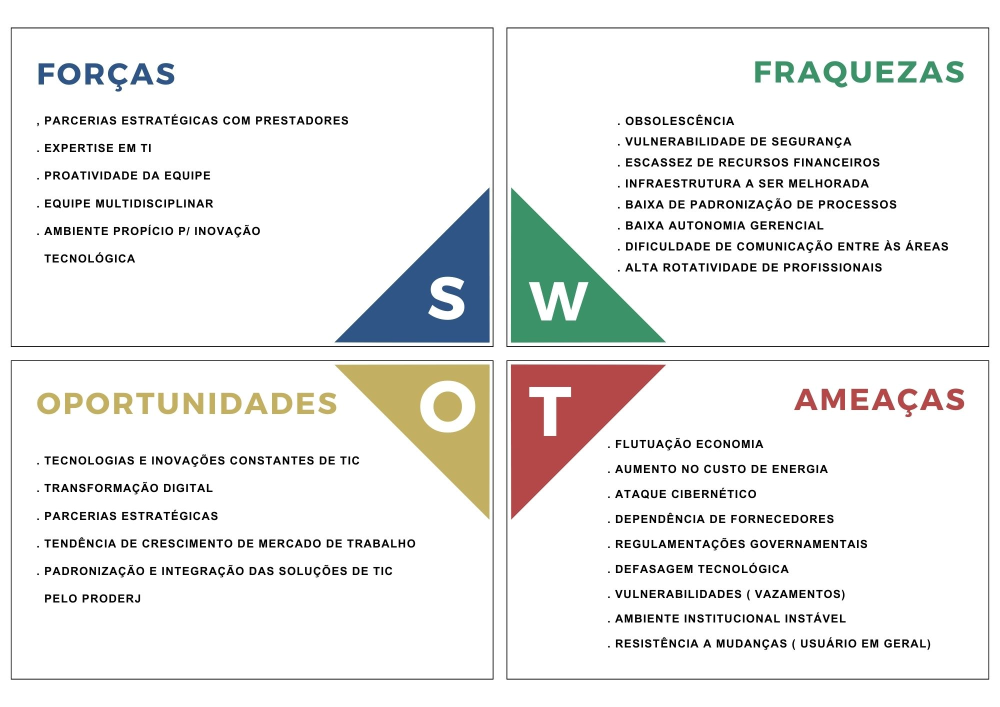 FORÇAS
, PARCERIAS ESTRATÉGICAS COM PRESTADORES
. EXPERTISE EM TI
. PROATIVIDADE DA EQUIPE
. EQUIPE MULTIDISCIPLINAR
. AMBIENTE PROPÍCIO P/ INOVAÇÃO
TECNOLÓGICA
S
FRAQUEZAS
. OBSOLESCÊNCIA
. VULNERABILIDADE DE SEGURANÇA
. ESCASSEZ DE RECURSOS FINANCEIROS
. INFRAESTRUTURA A SER MELHORADA
. BAIXA DE PADRONIZAÇÃO DE PROCESSOS
. BAIXA AUTONOMIA GERENCIAL
. DIFICULDADE DE COMUNICAÇÃO ENTRE ÀS ÁREAS
. ALTA ROTATIVIDADE DE PROFISSIONAIS
W
OPORTUNIDADES
O
. TECNOLOGIAS E INOVAÇÕES CONSTANTES DE TIC
. TRANSFORMAÇÃO DIGITAL
. PARCERIAS ESTRATÉGICAS
. TENDÊNCIA DE CRESCIMENTO DE MERCADO DE TRABALHO
. PADRONIZAÇÃO E INTEGRAÇÃO DAS SOLUÇÕES DE TIC
PELO PRODERJ
T
AMEAÇAS
. FLUTUAÇÃO ECONOMIA
. AUMENTO NO CUSTO DE ENERGIA
. ATAQUE CIBERNÉTICO
. DEPENDÊNCIA DE FORNECEDORES
. REGULAMENTAÇÕES GOVERNAMENTAIS
. DEFASAGEM TECNOLÓGICA
. VULNERABILIDADES ( VAZAMENTOS)
. AMBIENTE INSTITUCIONAL INSTÁVEL
. RESISTÊNCIA A MUDANÇAS ( USUÁRIO EM GERAL)